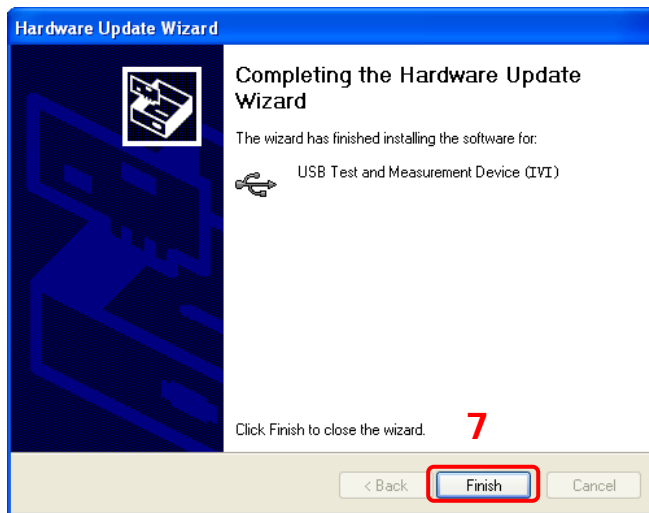 Hardware Update Wizard
Completing the Hardware Update
Wizard
The wizard has finished installing the software for:
USB Test and Measurement Device (IVI)
Click Finish to close the wizard.
7
< Back
Finish
Cancel